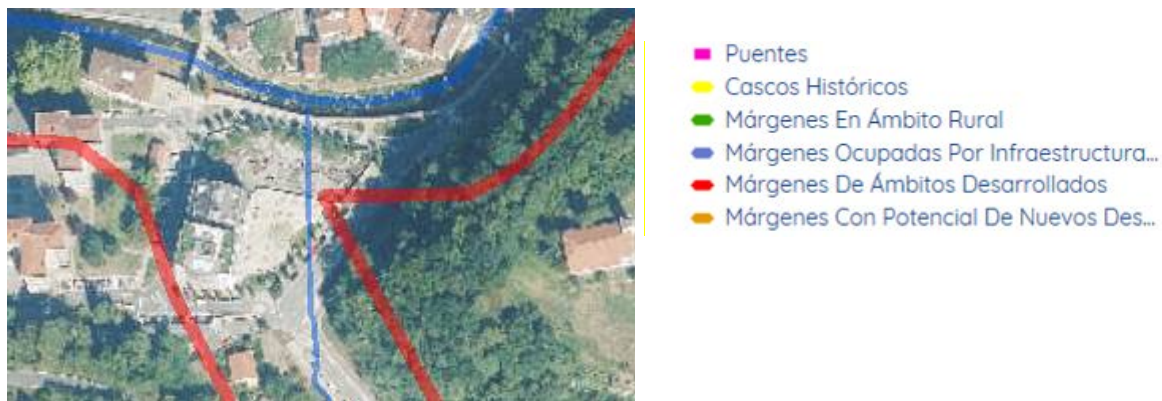 Puentes
Cascos Históricos
Márgenes En Ámbito Rural
Márgenes Ocupadas Por Infraestructura...
Márgenes De Ámbitos Desarrollados
Márgenes Con Potencial De Nuevos Des...